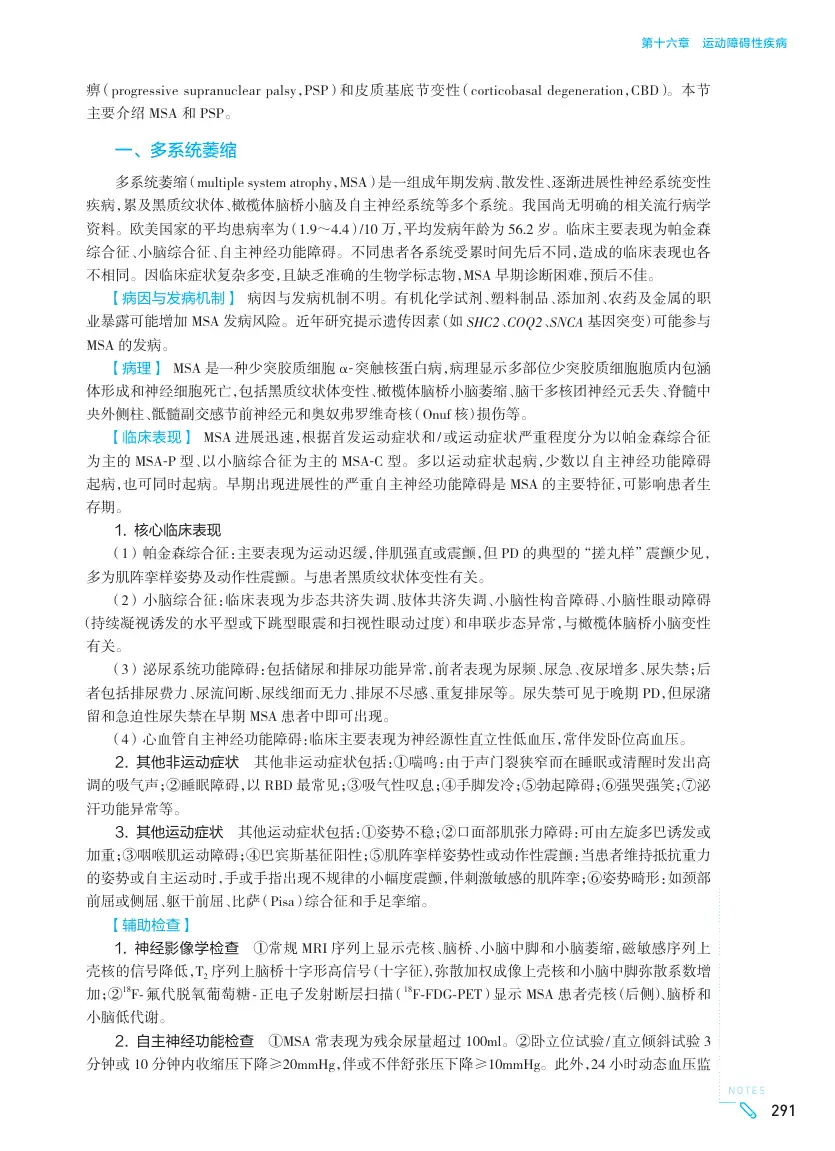 第十六章 运动障碍性疾病
痹(progressive supranuclear palsy,PSP)和皮质基底节变性(corticobasal degeneration,CBD)。本节
主要介绍 MSA 和 PSP。
一、多系统萎缩
多系统萎缩(multiple system atrophy,MSA)是一组成年期发病、散发性、逐渐进展性神经系统变性
疾病,累及黑质纹状体、橄榄体脑桥小脑及自主神经系统等多个系统。我国尚无明确的相关流行病学
资料。欧美国家的平均患病率为(1.9~4.4)/10 万,平均发病年龄为 56.2 岁。临床主要表现为帕金森
综合征、小脑综合征、自主神经功能障碍。不同患者各系统受累时间先后不同,造成的临床表现也各
不相同。因临床症状复杂多变,且缺乏准确的生物学标志物,MSA 早期诊断困难,预后不佳。
【病因与发病机制】 病因与发病机制不明。有机化学试剂、塑料制品、添加剂、农药及金属的职
业暴露可能增加 MSA 发病风险。近年研究提示遗传因素(如 SHC2、COQ2、SNCA 基因突变)可能参与
MSA 的发病。
【病理】 MSA 是一种少突胶质细胞 α-突触核蛋白病,病理显示多部位少突胶质细胞胞质内包涵
体形成和神经细胞死亡,包括黑质纹状体变性、橄榄体脑桥小脑萎缩、脑干多核团神经元丢失、脊髓中
央外侧柱、骶髓副交感节前神经元和奥奴弗罗维奇核(Onuf 核)损伤等。
【临床表现】 MSA 进展迅速,根据首发运动症状和/或运动症状严重程度分为以帕金森综合征
为主的 MSA-P 型、以小脑综合征为主的 MSA-C 型。多以运动症状起病,少数以自主神经功能障碍
起病,也可同时起病。早期出现进展性的严重自主神经功能障碍是 MSA 的主要特征,可影响患者生
存期。
1. 核心临床表现
(1)帕金森综合征:主要表现为运动迟缓,伴肌强直或震颤,但 PD 的典型的“搓丸样”震颤少见,
多为肌阵挛样姿势及动作性震颤。与患者黑质纹状体变性有关。
(2)小脑综合征:临床表现为步态共济失调、肢体共济失调、小脑性构音障碍、小脑性眼动障碍
(持续凝视诱发的水平型或下跳型眼震和扫视性眼动过度)和串联步态异常,与橄榄体脑桥小脑变性
有关。
(3)泌尿系统功能障碍:包括储尿和排尿功能异常,前者表现为尿频、尿急、夜尿增多、尿失禁;后
者包括排尿费力、尿流间断、尿线细而无力、排尿不尽感、重复排尿等。尿失禁可见于晚期 PD,但尿潴
留和急迫性尿失禁在早期 MSA 患者中即可出现。
(4)心血管自主神经功能障碍:临床主要表现为神经源性直立性低血压,常伴发卧位高血压。
2. 其他非运动症状 其他非运动症状包括:①喘鸣:由于声门裂狭窄而在睡眠或清醒时发出高
调的吸气声;②睡眠障碍,以 RBD 最常见;③吸气性叹息;④手脚发冷;⑤勃起障碍;⑥强哭强笑;⑦泌
汗功能异常等。
3. 其他运动症状 其他运动症状包括:①姿势不稳;②口面部肌张力障碍:可由左旋多巴诱发或
加重;③咽喉肌运动障碍;④巴宾斯基征阳性;⑤肌阵挛样姿势性或动作性震颤:当患者维持抵抗重力
的姿势或自主运动时,手或手指出现不规律的小幅度震颤,伴刺激敏感的肌阵挛;⑥姿势畸形:如颈部
前屈或侧屈、躯干前屈、比萨(Pisa)综合征和手足挛缩。
【辅助检查】
1. 神经影像学检查 ①常规 MRI 序列上显示壳核、脑桥、小脑中脚和小脑萎缩,磁敏感序列上
壳核的信号降低,T₂ 序列上脑桥十字形高信号(十字征),弥散加权成像上壳核和小脑中脚弥散系数增
加;②¹⁸F-氟代脱氧葡萄糖-正电子发射断层扫描(¹⁸F-FDG-PET)显示 MSA 患者壳核(后侧)、脑桥和
小脑低代谢。
2. 自主神经功能检查 ①MSA 常表现为残余尿量超过 100ml。②卧立位试验/直立倾斜试验 3
分钟或 10 分钟内收缩压下降≥20mmHg,伴或不伴舒张压下降≥10mmHg。此外,24 小时动态血压监
NOTES
291